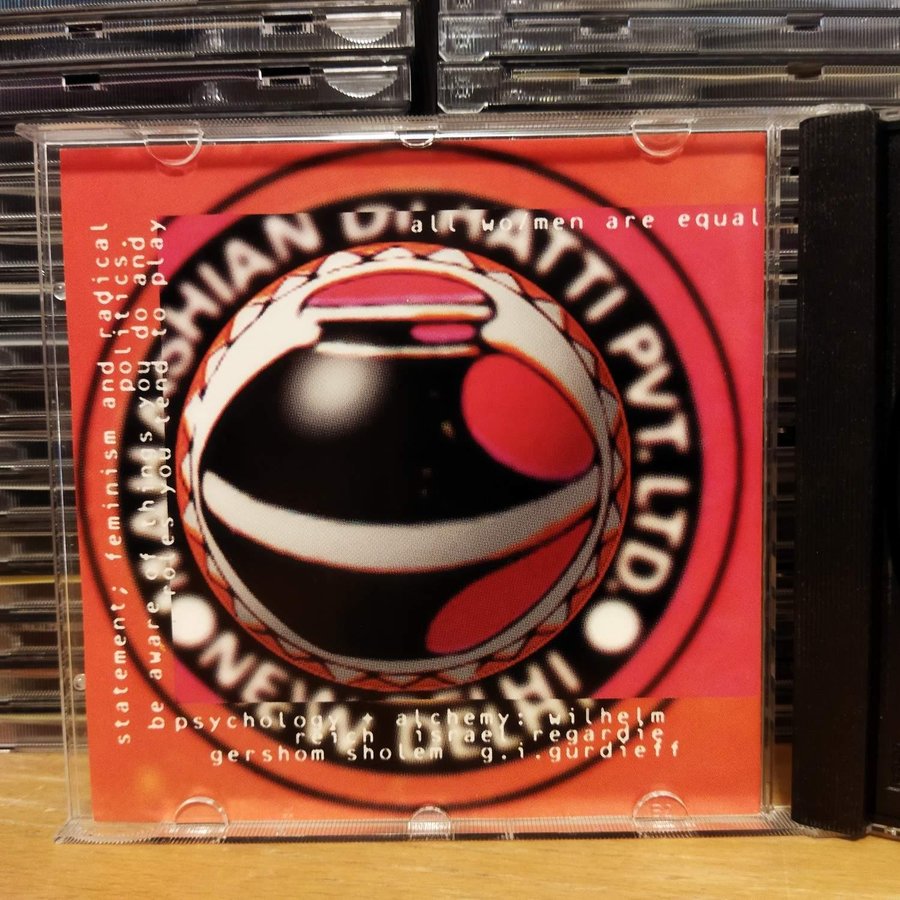 all wo/men are equal
statement; feminism and radical
politics.
be aware of things you do and
roles you tend to play
SHIAN DI HATTI PVT. LTD.
NEW DELHI
psychology + alchemy: wilhelm
reich israel regardie
gershom sholem g.i.gurdieff